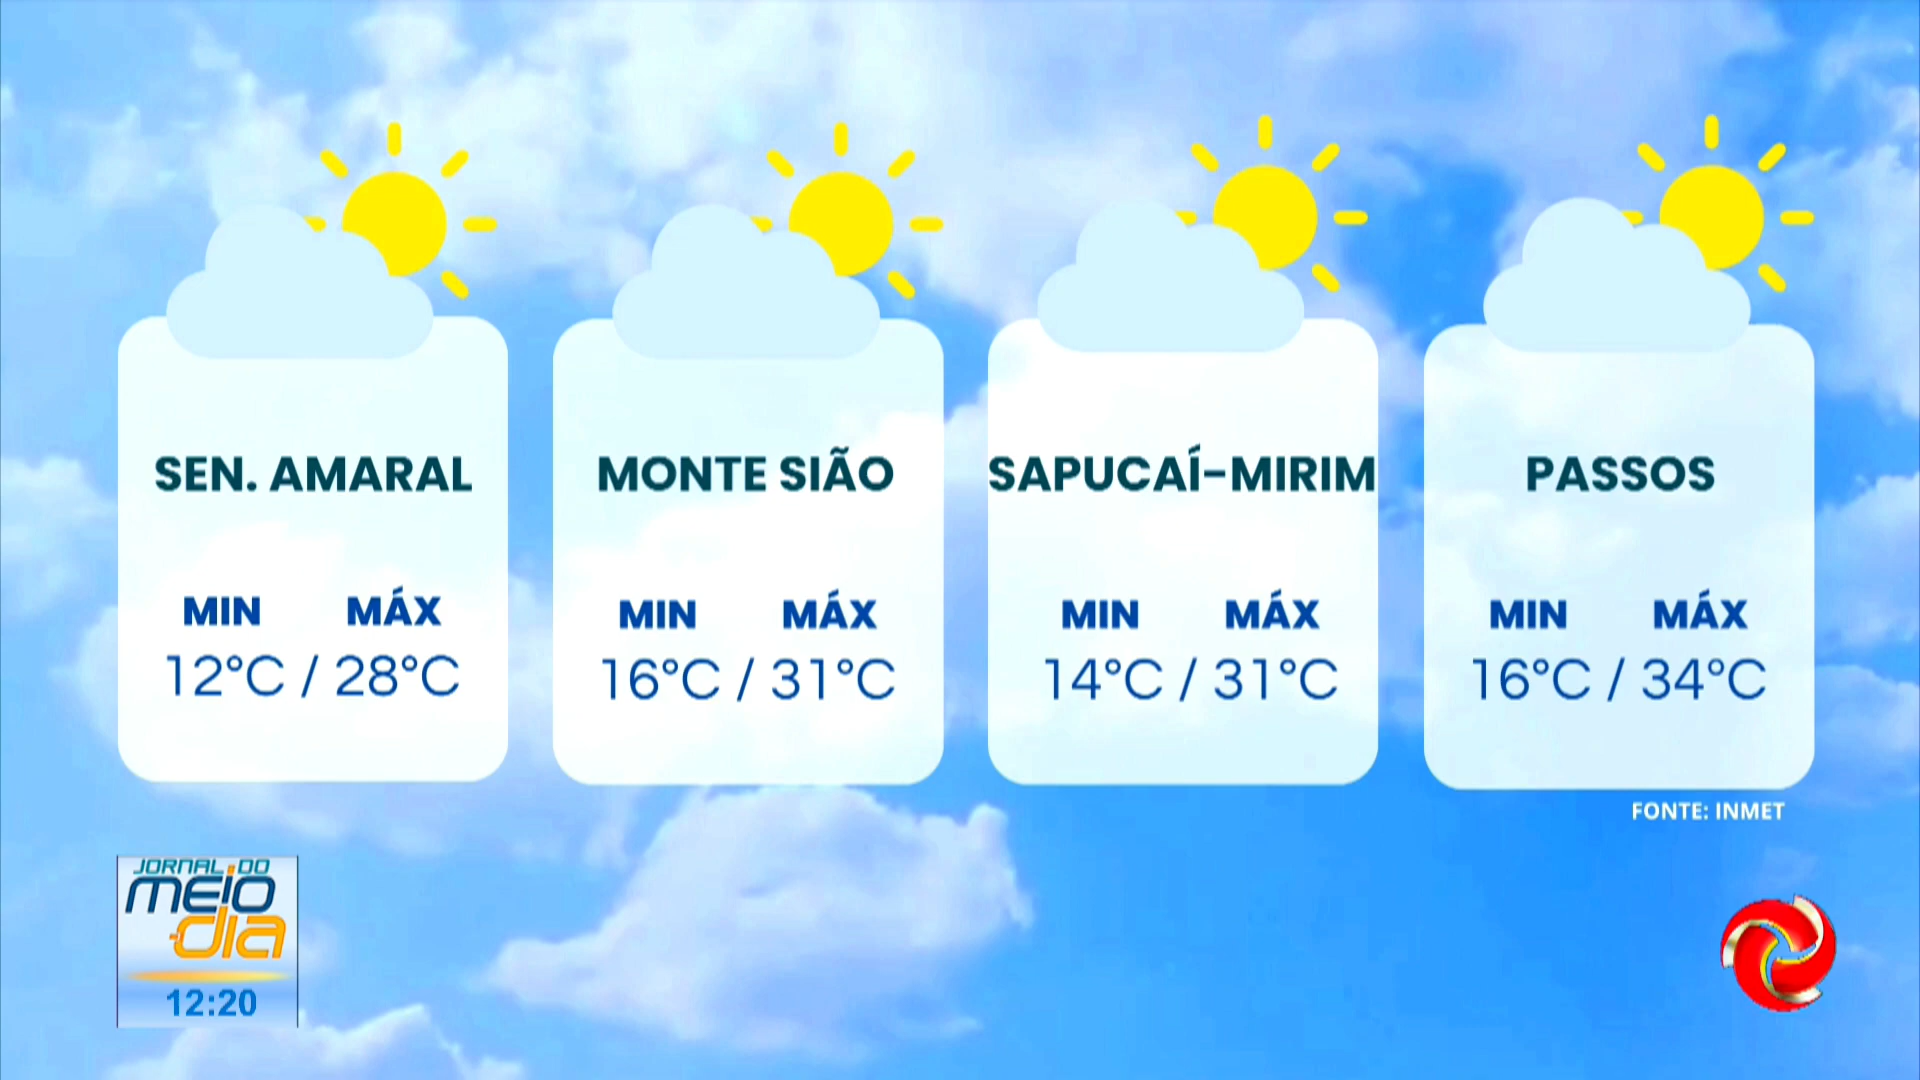 SEN. AMARAL
MIN MÁX
12°C / 28°C
MONTE SIÃO
MIN MÁX
16°C / 31°C
SAPUCAÍ-MIRIM
MIN MÁX
14°C / 31°C
PASSOS
MIN MÁX
16°C / 34°C
FONTE: INMET
JORNAL DO
MEIO
DIA
12:20